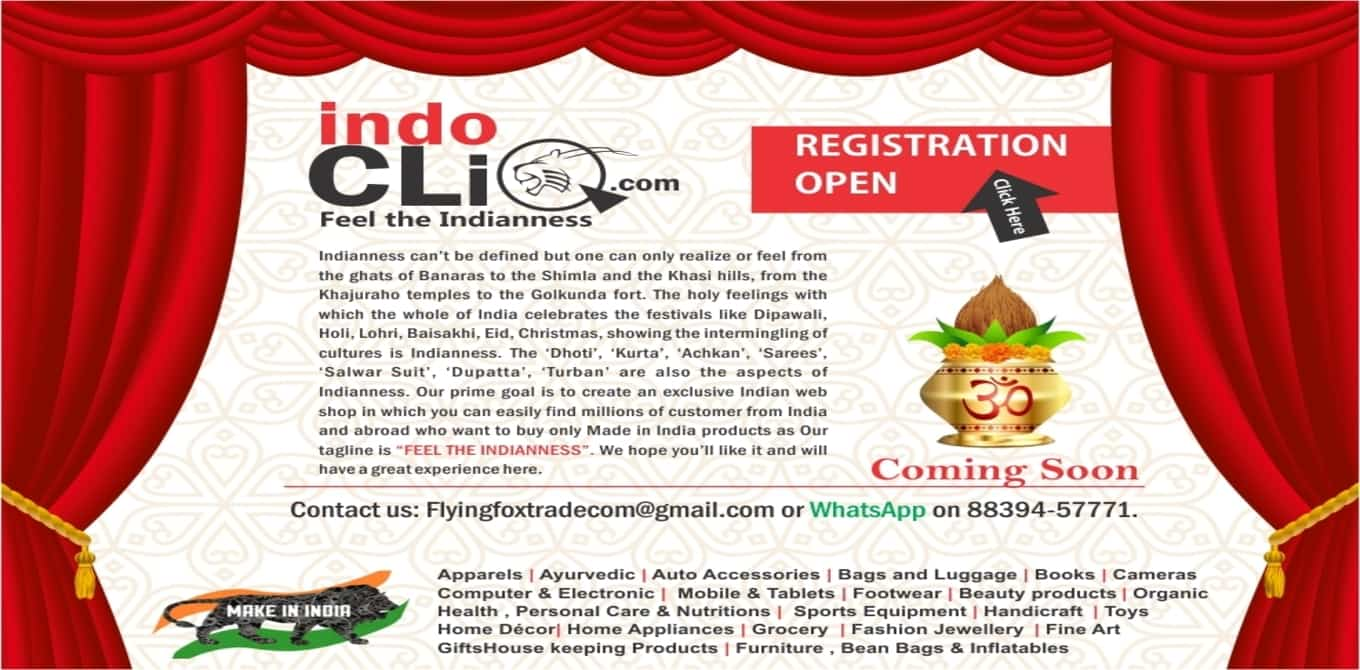 indo
CLiQ.com
Feel the Indianness
REGISTRATION
OPEN
Click Here
Indianness can't be defined but one can only realize or feel from
the ghats of Banaras to the Shimla and the Khasi hills, from the
Khajuraho temples to the Golkunda fort. The holy feelings with
which the whole of India celebrates the festivals like Dipawali,
Holi, Lohri, Baisakhi, Eid, Christmas, showing the intermingling of
cultures is Indianness. The ‘Dhoti’, ‘Kurta’, ‘Achkan’, ‘Sarees’,
‘Salwar Suit’, ‘Dupatta’, ‘Turban’ are also the aspects of
Indianness. Our prime goal is to create an exclusive Indian web
shop in which you can easily find millions of customer from India
and abroad who want to buy only Made in India products as Our
tagline is “FEEL THE INDIANNESS”. We hope you’ll like it and will
have a great experience here.
ॐ
Coming Soon
Contact us: Flyingfoxtradecom@gmail.com or WhatsApp on 88394-57771.
MAKE IN INDIA
Apparels | Ayurvedic | Auto Accessories | Bags and Luggage | Books | Cameras
Computer & Electronic | Mobile & Tablets | Footwear | Beauty products | Organic
Health , Personal Care & Nutritions | Sports Equipment | Handicraft | Toys
Home Décor| Home Appliances | Grocery | Fashion Jewellery | Fine Art
GiftsHouse keeping Products | Furniture , Bean Bags & Inflatables